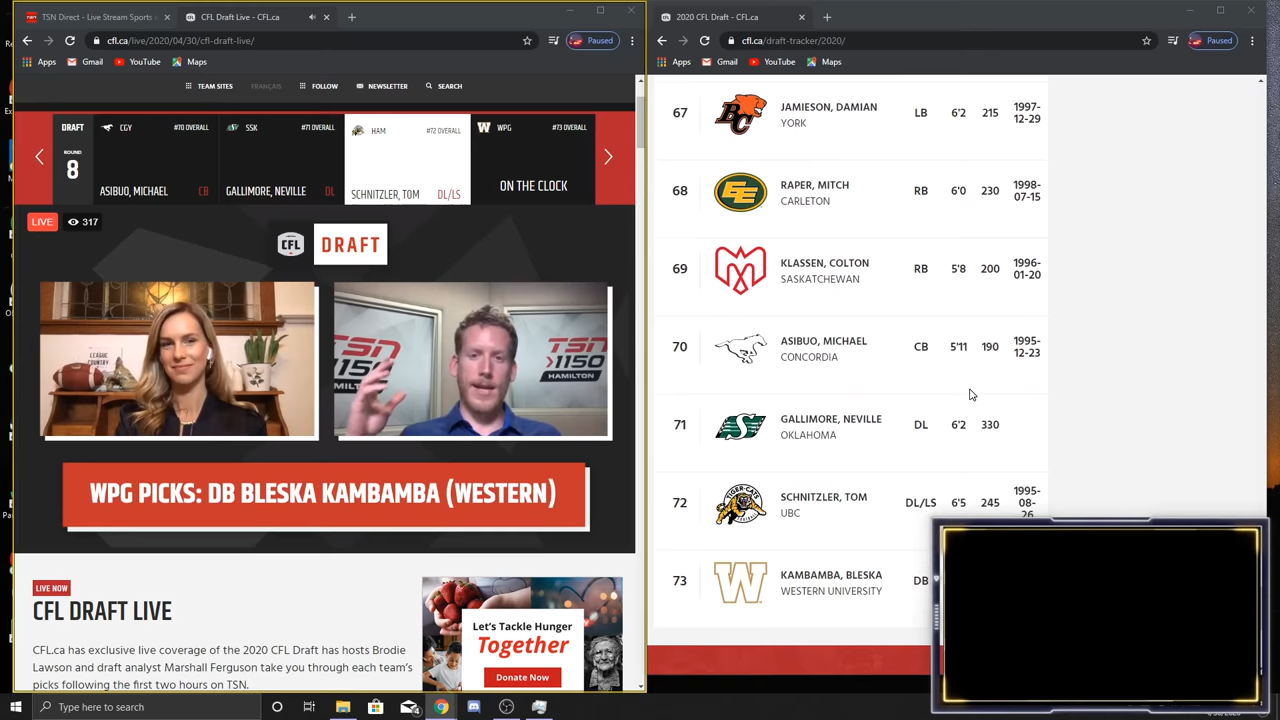 TSN Direct - Live Stream Sports
CFL Draft Live - CFL.ca
cfl.ca/live/2020/04/30/cfl-draft-live/
Paused
Apps
Gmail
YouTube
Maps
TEAM SITES
FRANÇAIS
FOLLOW
NEWSLETTER
SEARCH
DRAFT
ROUND
8
CGY
#70 OVERALL
ASIBUO, MICHAEL
CB
SSK
#71 OVERALL
GALLIMORE, NEVILLE
DL
HAM
#72 OVERALL
SCHNITZLER, TOM
DL/LS
WPG
#73 OVERALL
ON THE CLOCK
LIVE
317
CFL
DRAFT
LEAGUE
COUNTRY
TSN
1150
HAMILTON
TSN
1150
HAMILTON
WPG PICKS: DB BLESKA KAMBAMBA (WESTERN)
LIVE NOW
CFL DRAFT LIVE
CFL.ca has exclusive live coverage of the 2020 CFL Draft has hosts Brodie
Lawson and draft analyst Marshall Ferguson take you through each team's
picks following the first two hours on TSN.
Let's Tackle Hunger
Together
Donate Now
2020 CFL Draft - CFL.ca
cfl.ca/draft-tracker/2020/
Paused
Apps
Gmail
YouTube
Maps
67
BC
JAMIESON, DAMIAN
YORK
LB
6'2
215
1997-
12-29
68
EE
RAPER, MITCH
CARLETON
RB
6'0
230
1998-
07-15
69
KLASSEN, COLTON
SASKATCHEWAN
RB
5'8
200
1996-
01-20
70
ASIBUO, MICHAEL
CONCORDIA
CB
5'11
190
1995-
12-23
71
S
GALLIMORE, NEVILLE
OKLAHOMA
DL
6'2
330
72
TIGER-CATS
SCHNITZLER, TOM
UBC
DL/LS
6'5
245
1995-
08-
26
73
W
KAMBAMBA, BLESKA
WESTERN UNIVERSITY
DB
Type here to search